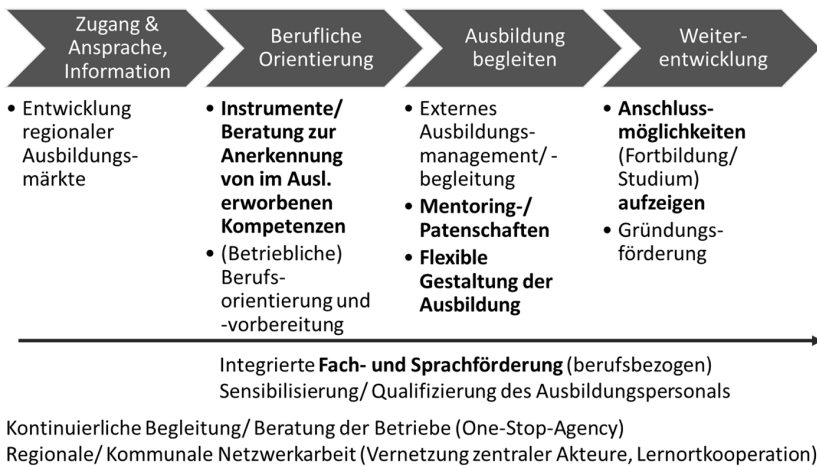 Zugang &
Ansprache,
Information
Berufliche
Orientierung
Ausbildung
begleiten
Weiter-
entwicklung
• Entwicklung
regionaler
Ausbildungs-
märkte
• Instrumente/
Beratung zur
Anerkennung
von im Ausl.
erworbenen
Kompetenzen
• (Betriebliche)
Berufs-
orientierung und
-vorbereitung
• Externes
Ausbildungs-
management/ -
begleitung
• Mentoring-/
Patenschaften
• Flexible
Gestaltung der
Ausbildung
• Anschluss-
möglichkeiten
(Fortbildung/
Studium)
aufzeigen
• Gründungs-
förderung
Integrierte Fach- und Sprachförderung (berufsbezogen)
Sensibilisierung/ Qualifizierung des Ausbildungspersonals
Kontinuierliche Begleitung/ Beratung der Betriebe (One-Stop-Agency)
Regionale/ Kommunale Netzwerkarbeit (Vernetzung zentraler Akteure, Lernortkooperation)